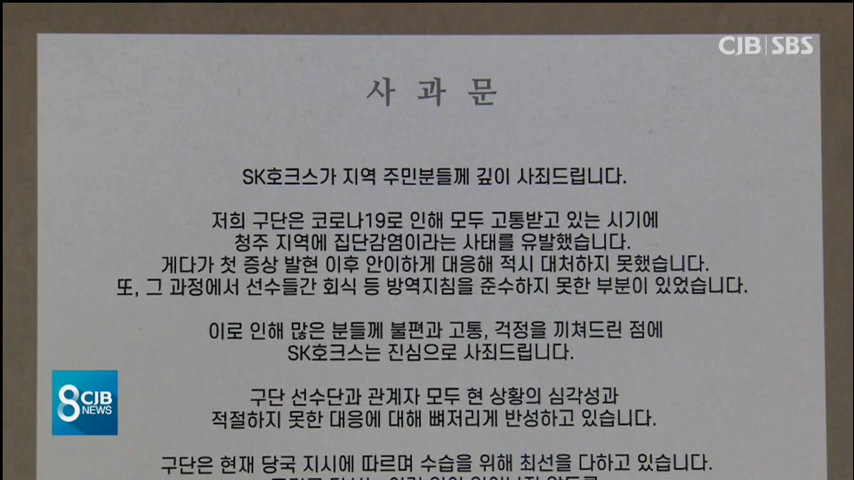 CJB SBS
사과문
SK호크스가 지역 주민분들께 깊이 사죄드립니다.
저희 구단은 코로나19로 인해 모두 고통받고 있는 시기에
청주 지역에 집단감염이라는 사태를 유발했습니다.
게다가 첫 증상 발현 이후 안이하게 대응해 적시 대처하지 못했습니다.
또, 그 과정에서 선수들간 회식 등 방역지침을 준수하지 못한 부분이 있었습니다.
이로 인해 많은 분들께 불편과 고통, 걱정을 끼쳐드린 점에
SK호크스는 진심으로 사죄드립니다.
구단 선수단과 관계자 모두 현 상황의 심각성과
적절하지 못한 대응에 대해 뼈저리게 반성하고 있습니다.
구단은 현재 당국 지시에 따르며 수습을 위해 최선을 다하고 있습니다.
8 CJB
NEWS